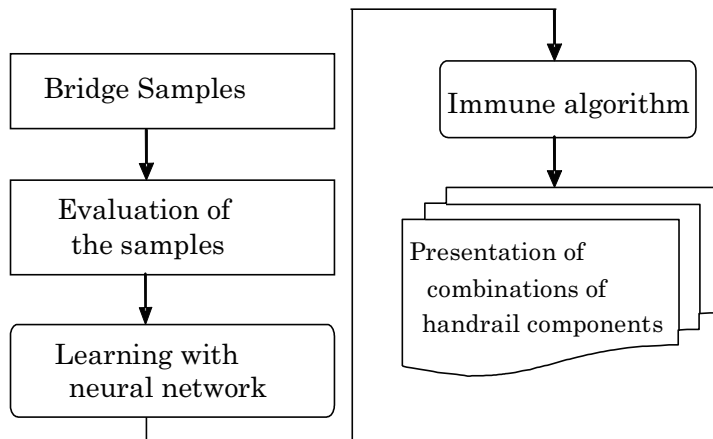 Bridge Samples
Evaluation of
the samples
Learning with
neural network
Immune algorithm
Presentation of
combinations of
handrail components